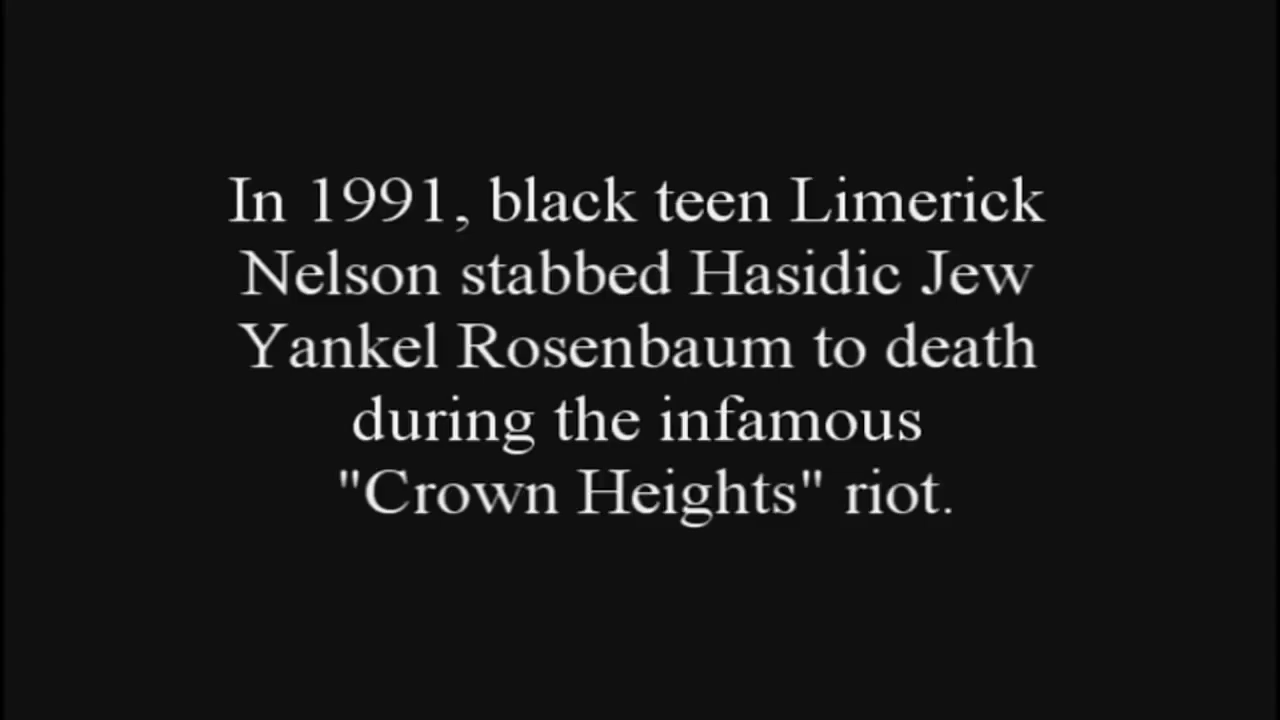 In 1991, black teen Limerick
Nelson stabbed Hasidic Jew
Yankel Rosenbaum to death
during the infamous
"Crown Heights" riot.